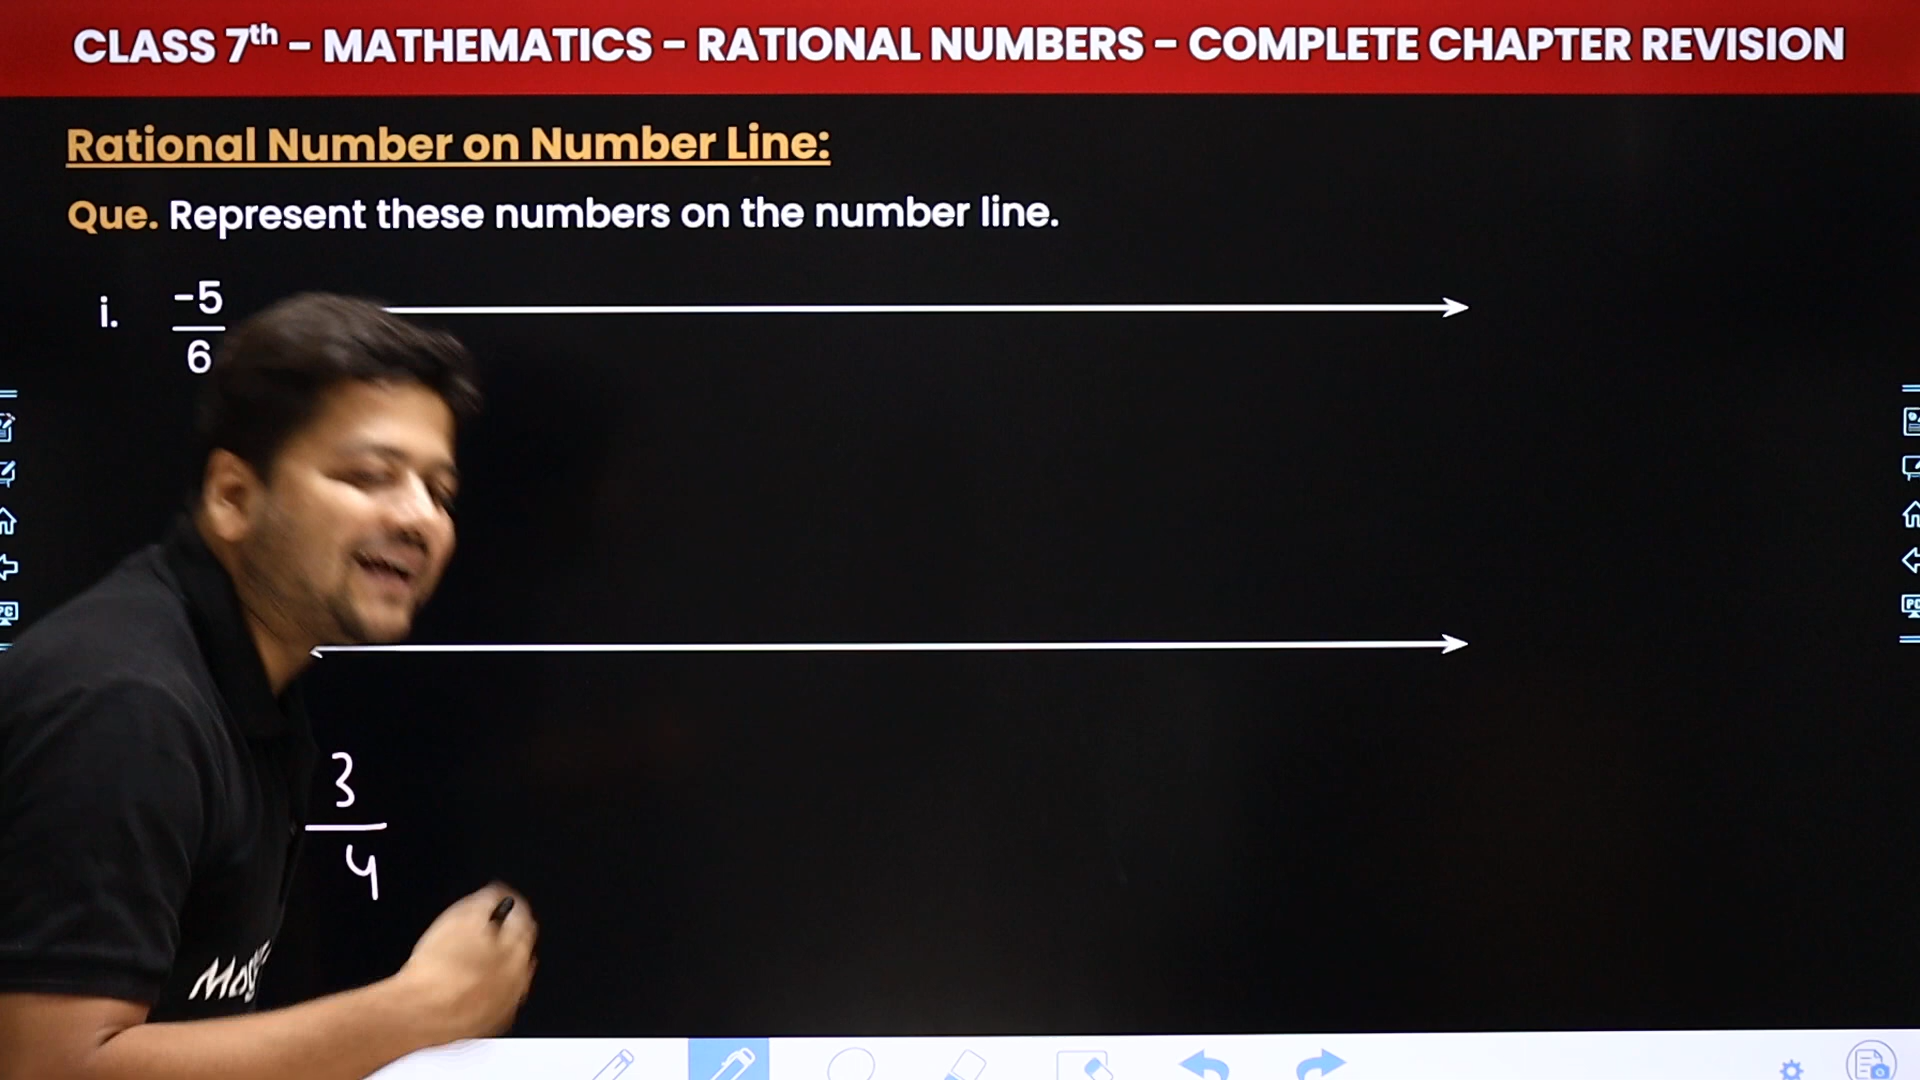 CLASS 7th – MATHEMATICS – RATIONAL NUMBERS – COMPLETE CHAPTER REVISION
Rational Number on Number Line:
Que. Represent these numbers on the number line.
i. -5
6
3
4
PC